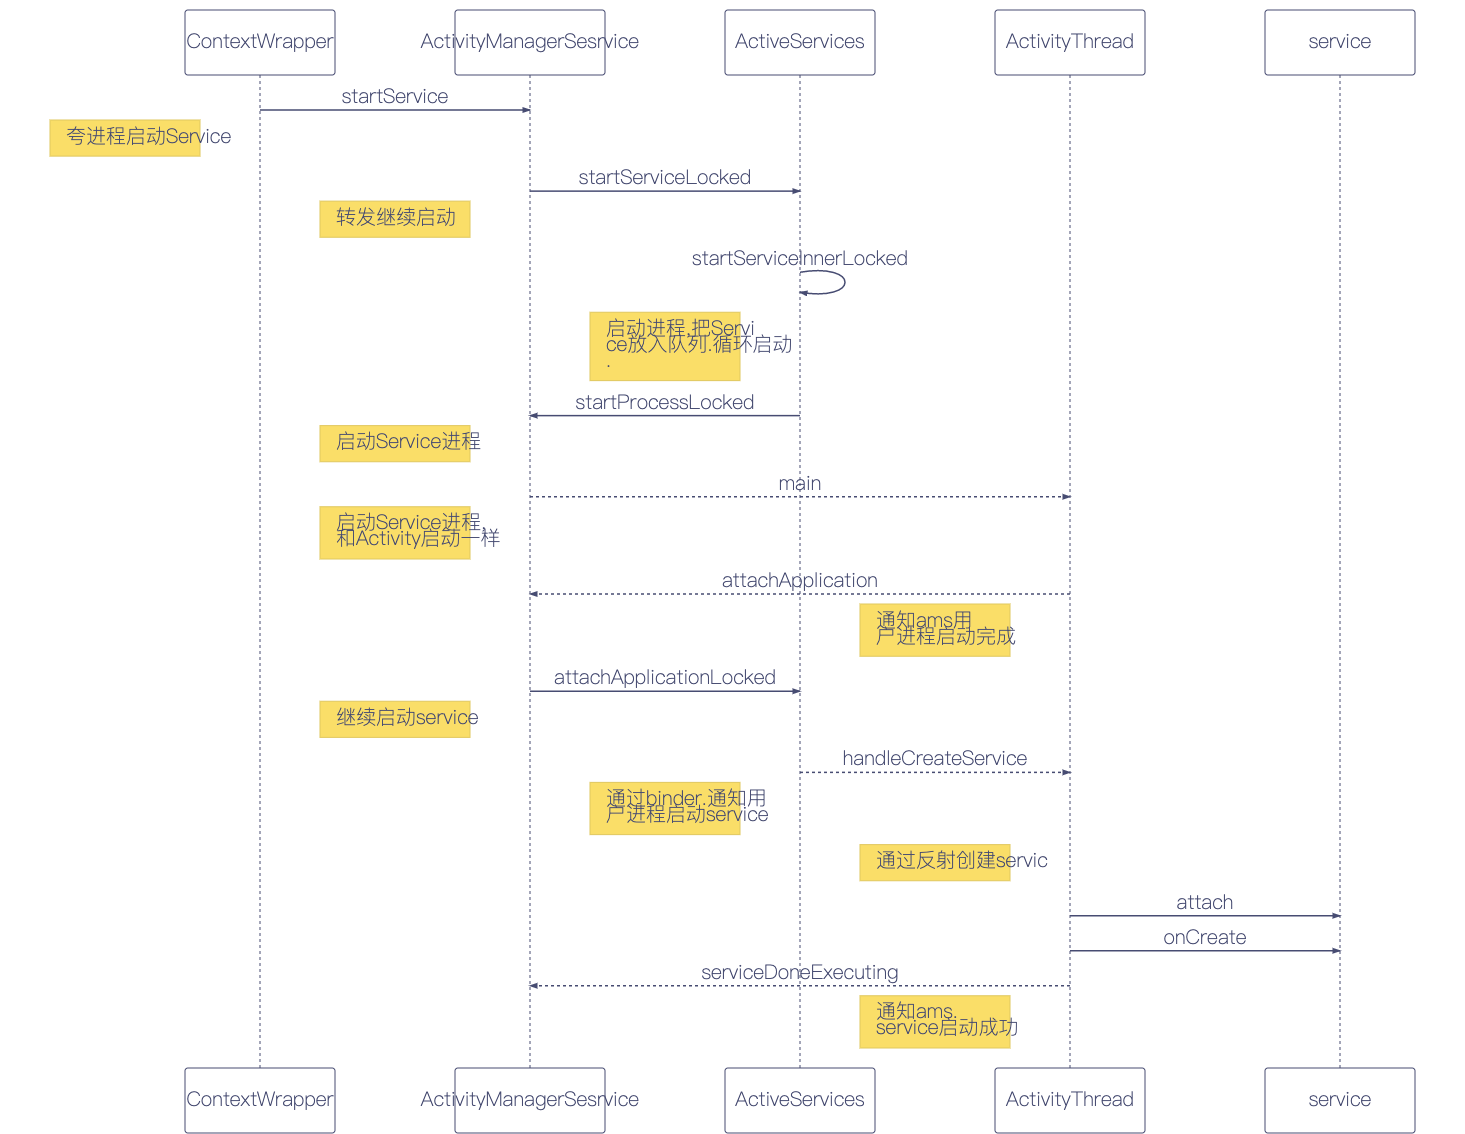 ContextWrapper
ActivityManagerSesrvice
ActiveServices
ActivityThread
service
startService
夸进程启动Service
startServiceLocked
转发继续启动
startServiceInnerLocked
启动进程,把Servi
ce放入队列.循环启动
.
startProcessLocked
启动Service进程
main
启动Service进程,
和Activity启动一样
attachApplication
通知ams用
户进程启动完成
attachApplicationLocked
继续启动service
handleCreateService
通过binder.通知用
户进程启动service
通过反射创建servic
attach
onCreate
serviceDoneExecuting
通知ams.
service启动成功
ContextWrapper
ActivityManagerSesrvice
ActiveServices
ActivityThread
service